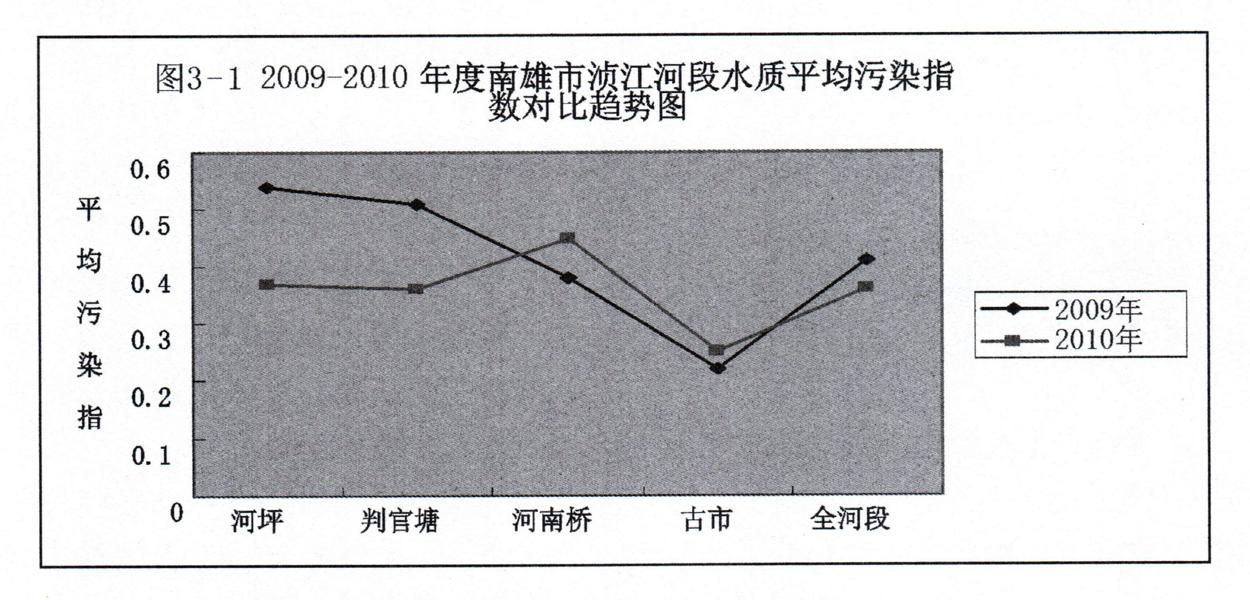 图3-1 2009-2010 年度南雄市浈江河段水质平均污染指
数对比趋势图
平
均
污
染
指
0.6
0.5
0.4
0.3
0.2
0.1
0
河坪
判官塘
河南桥
古市
全河段
2009年
2010年